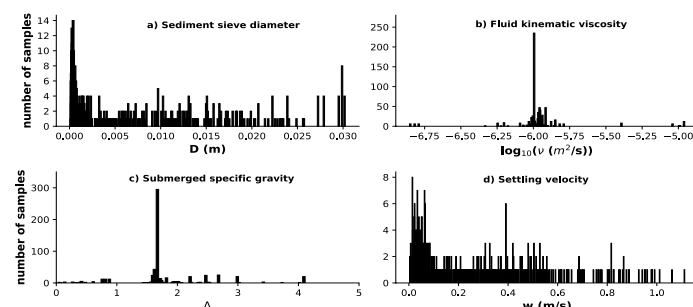 a) Sediment sieve diameter
number of samples
14
12
10
8
6
4
2
0
0.000 0.005 0.010 0.015 0.020 0.025 0.030
D (m)
b) Fluid kinematic viscosity
250
200
150
100
50
0
−6,75 −6,50 −6,25 −6,00 −5,75 −5,50 −5,25 −5,00
log₁₀(ν (m²/s))
c) Submerged specific gravity
number of samples
300
200
100
0
0 1 2 3 4 5
d) Settling velocity
8
6
4
2
0
0.0 0.2 0.4 0.6 0.8 1.0
w (m/s)